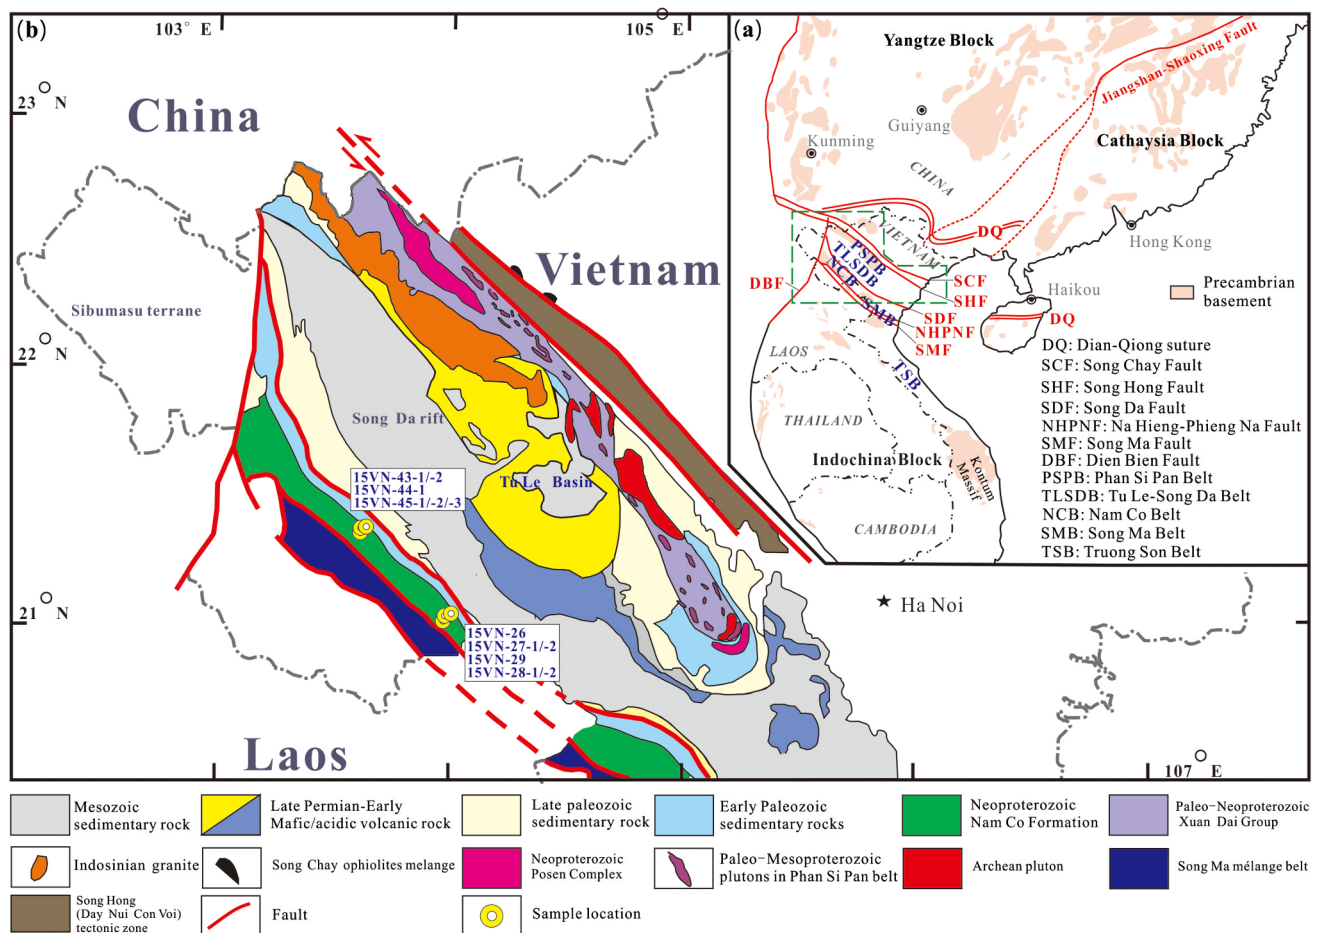 (b)
103° E
105 E
23 N
China
Vietnam
Sibumasu terrane
22 N
Song Da rift
Tu Le Basin
15VN-43-1/-2
15VN-44-1
15VN-45-1/-2/-3
21 N
15VN-26
15VN-27-1/-2
15VN-29
15VN-28-1/-2
Ha Noi
Laos
107 E
(a)
Yangtze Block
Jiangshan-Shaoxing Fault
Guiyang
Kunming
Cathaysia Block
CHINA
VIETNAM
DQ
Hong Kong
PSPB
TLSDB
NCB
SMB
DBF
SCF
SHF
SDF
NHPNF
SMF
Haikou
DQ
Precambrian
basement
LAOS
TSB
THAILAND
Indochina Block
Kontum
Massif
CAMBODIA
DQ: Dian-Qiong suture
SCF: Song Chay Fault
SHF: Song Hong Fault
SDF: Song Da Fault
NHPNF: Na Hieng-Phieng Na Fault
SMF: Song Ma Fault
DBF: Dien Bien Fault
PSPB: Phan Si Pan Belt
TLSDB: Tu Le-Song Da Belt
NCB: Nam Co Belt
SMB: Song Ma Belt
TSB: Truong Son Belt
Mesozoic
sedimentary rock
Late Permian-Early
Mafic/acidic volcanic rock
Late paleozoic
sedimentary rock
Early Paleozoic
sedimentary rocks
Neoproterozoic
Nam Co Formation
Paleo-Neoproterozoic
Xuan Dai Group
Indosinian granite
Song Chay ophiolites melange
Neoproterozoic
Posen Complex
Paleo-Mesoproterozoic
plutons in Phan Si Pan belt
Archean pluton
Song Ma mélange belt
Song Hong
(Day Nui Con Voi)
tectonic zone
Fault
Sample location